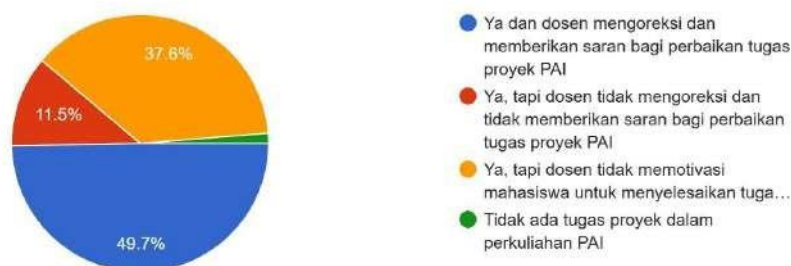 37.6%
11.5%
49.7%
Ya dan dosen mengoreksi dan
memberikan saran bagi perbaikan tugas
proyek PAI
Ya, tapi dosen tidak mengoreksi dan
tidak memberikan saran bagi perbaikan
tugas proyek PAI
Ya, tapi dosen tidak memotivasi
mahasiswa untuk menyelesaikan tuga…
Tidak ada tugas proyek dalam
perkuliahan PAI